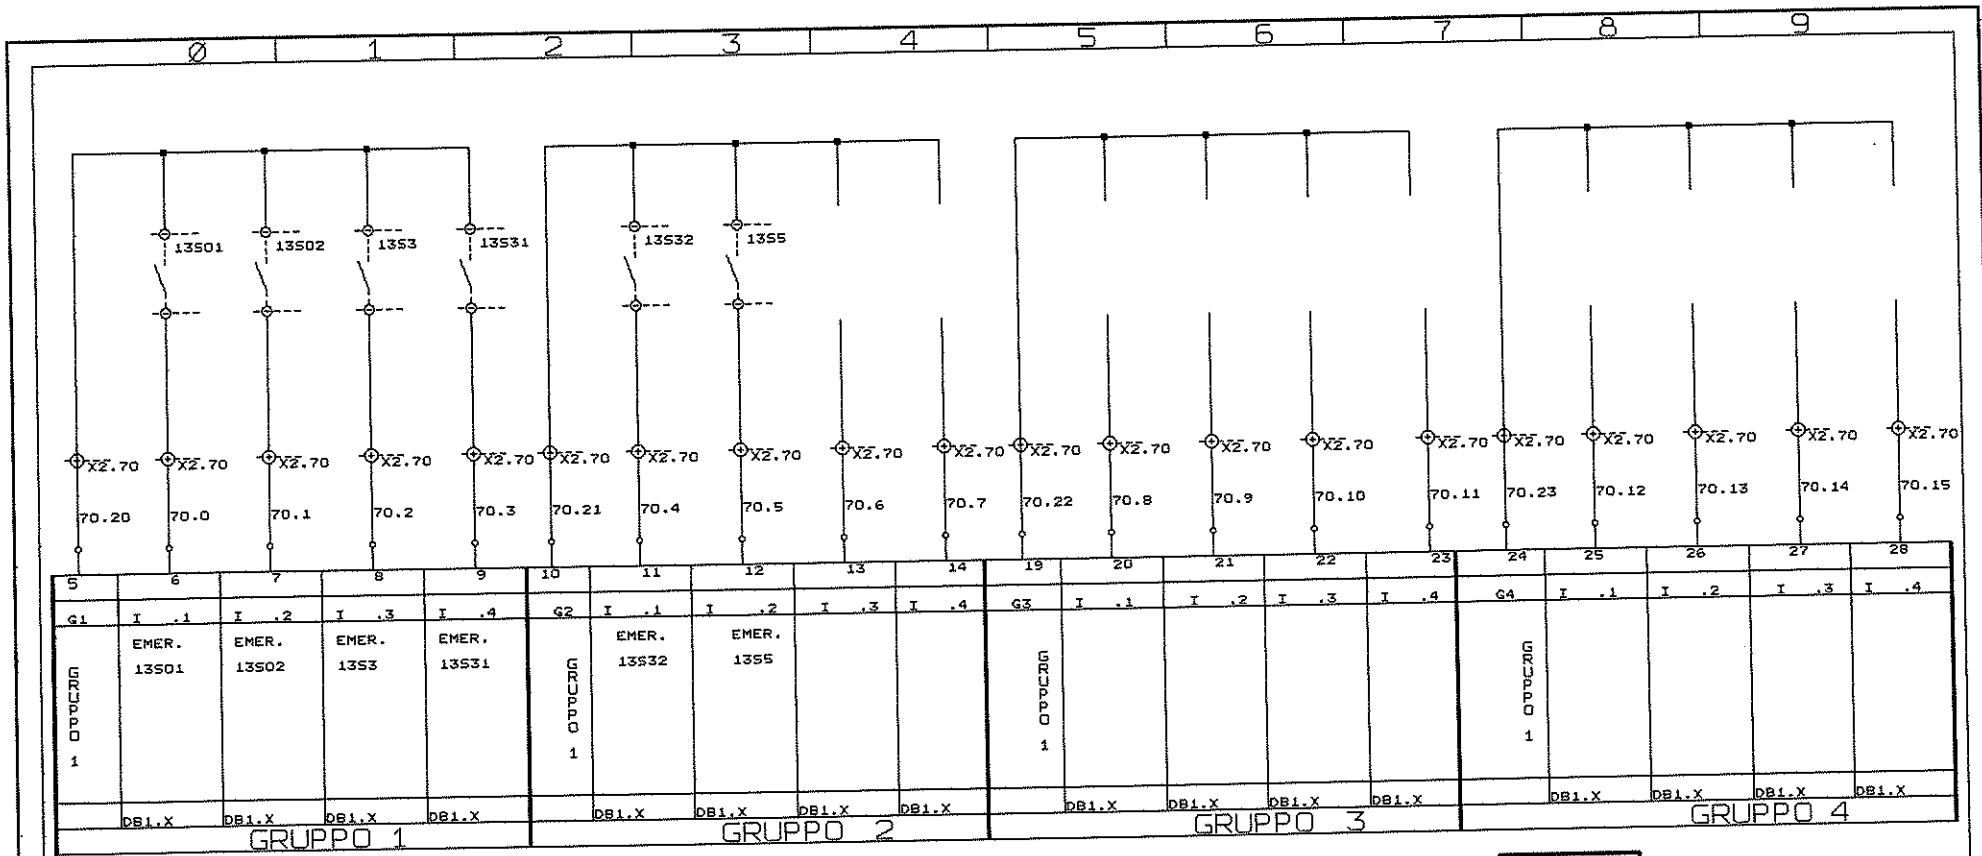 Ø 1 2 3 4 5 6 7 8 9
13S01 13S02 13S3 13S31 13S32 13S5
X2.70 X2.70 X2.70 X2.70 X2.70 X2.70 X2.70 X2.70 X2.70 X2.70 X2.70 X2.70 X2.70 X2.70 X2.70 X2.70 X2.70 X2.70 X2.70 X2.70
70.20 70.0 70.1 70.2 70.3 70.21 70.4 70.5 70.6 70.7 70.22 70.8 70.9 70.10 70.11 70.23 70.12 70.13 70.14 70.15
5 6 7 8 9 10 11 12 13 14 19 20 21 22 23 24 25 26 27 28
G1 I .1 I .2 I .3 I .4 G2 I .1 I .2 I .3 I .4 G3 I .1 I .2 I .3 I .4 G4 I .1 I .2 I .3 I .4
EMER. EMER. EMER. EMER. EMER. EMER.
13S01 13S02 13S3 13S31 13S32 13S5
GRUPPO 1 GRUPPO 1 GRUPPO 1 GRUPPO 1
DB1.X DB1.X DB1.X DB1.X DB1.X DB1.X DB1.X DB1.X DB1.X DB1.X DB1.X DB1.X DB1.X DB1.X DB1.X DB1.X
GRUPPO 1 GRUPPO 2 GRUPPO 3 GRUPPO 4